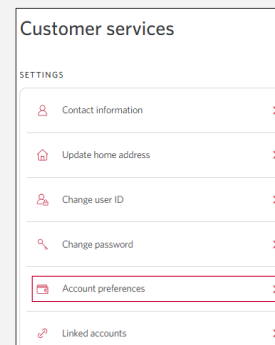 Customer services
SETTINGS
Contact information
Update home address
Change user ID
Change password
Account preferences
Linked accounts